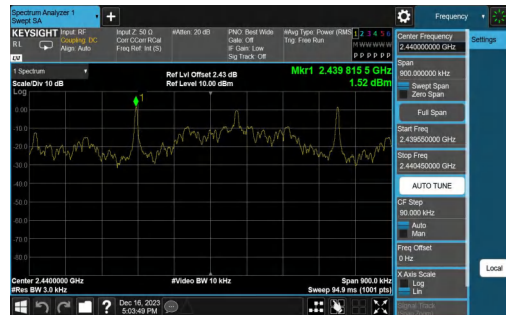 Spectrum Analyzer 1
Swept SA
Frequency
KEYSIGHT
RL
Input: RF
Coupling: DC
Align: Auto
Input Z: 50 Ω
Corr CCorr RCal
Freq Ref: Int (S)
#Atten: 20 dB
PNO: Best Wide
Gate: Off
IF Gain: Low
Sig Track: Off
#Avg Type: Power (RMS
Trig: Free Run
1 2 3 4 5 6
M W W W W W
P P P P P P
LXI
1 Spectrum
Scale/Div 10 dB
Log
Ref Lvl Offset 2.43 dB
Ref Level 10.00 dBm
Mkr1 2.439 815 5 GHz
1.52 dBm
1
0.00
-10.0
-20.0
-30.0
-40.0
-50.0
-60.0
-70.0
-80.0
Center 2.4400000 GHz
#Res BW 3.0 kHz
#Video BW 10 kHz
Span 900.0 kHz
Sweep 94.9 ms (1001 pts)
Dec 16, 2023
5:03:49 PM
Center Frequency
2.440000000 GHz
Span
900.000000 kHz
Swept Span
Zero Span
Full Span
Start Freq
2.439550000 GHz
Stop Freq
2.440450000 GHz
AUTO TUNE
CF Step
90.000 kHz
Auto
Man
Freq Offset
0 Hz
X Axis Scale
Log
Lin
Signal Track
Settings
Local